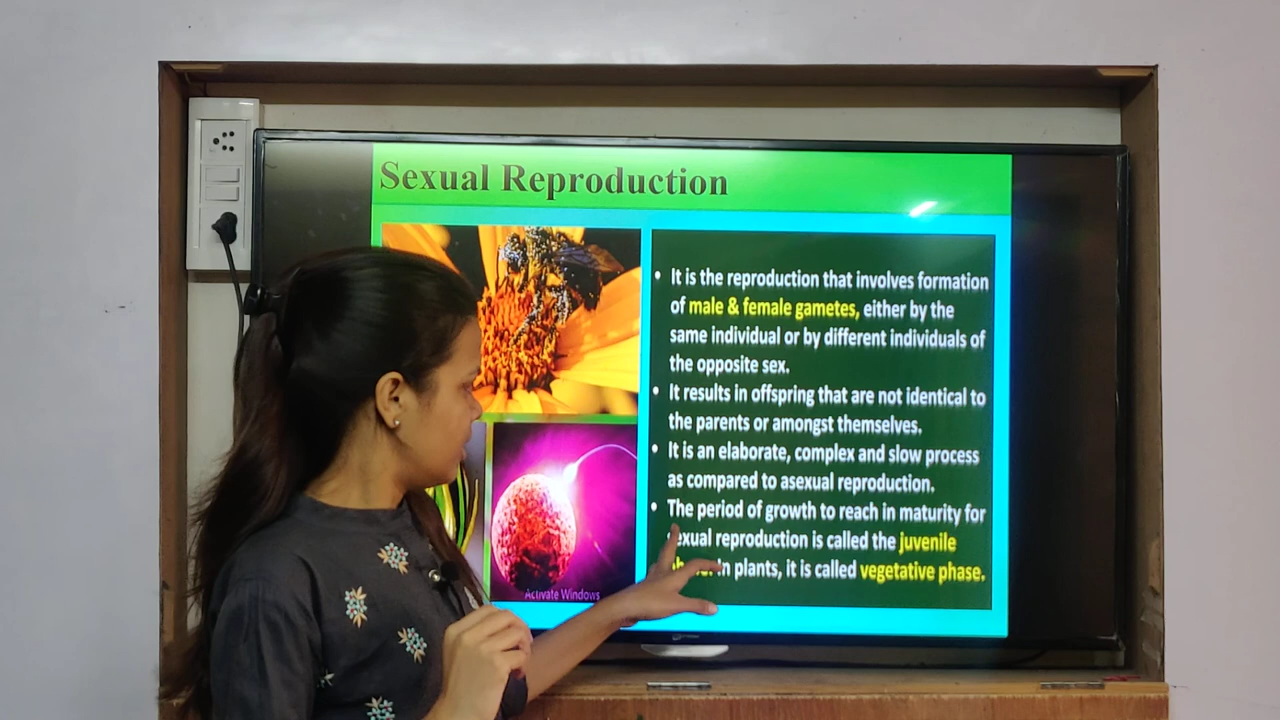 Sexual Reproduction
• It is the reproduction that involves formation
of male & female gametes, either by the
same individual or by different individuals of
the opposite sex.
• It results in offspring that are not identical to
the parents or amongst themselves.
• It is an elaborate, complex and slow process
as compared to asexual reproduction.
• The period of growth to reach in maturity for
sexual reproduction is called the juvenile
In plants, it is called vegetative phase.
Activate Windows